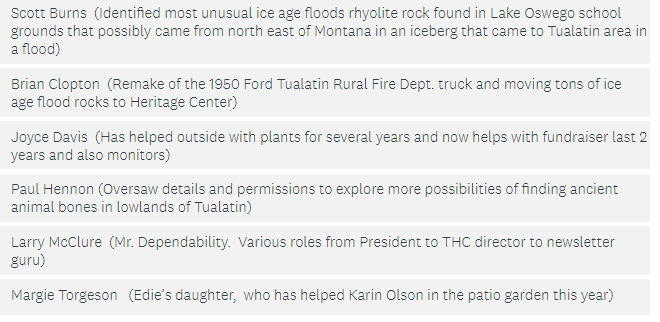 Scott Burns  (Identified most unusual ice age floods rhyolite rock found in Lake Oswego school
grounds that possibly came from north east of Montana in an iceberg that came to Tualatin area in
a flood)
Brian Clopton  (Remake of the 1950 Ford Tualatin Rural Fire Dept. truck and moving tons of ice
age flood rocks to Heritage Center)
Joyce Davis  (Has helped outside with plants for several years and now helps with fundraiser last 2
years and also monitors)
Paul Hennon (Oversaw details and permissions to explore more possibilities of finding ancient
animal bones in lowlands of Tualatin)
Larry McClure  (Mr. Dependability.  Various roles from President to THC director to newsletter
guru)
Margie Torgeson   (Edie's daughter,  who has helped Karin Olson in the patio garden this year)